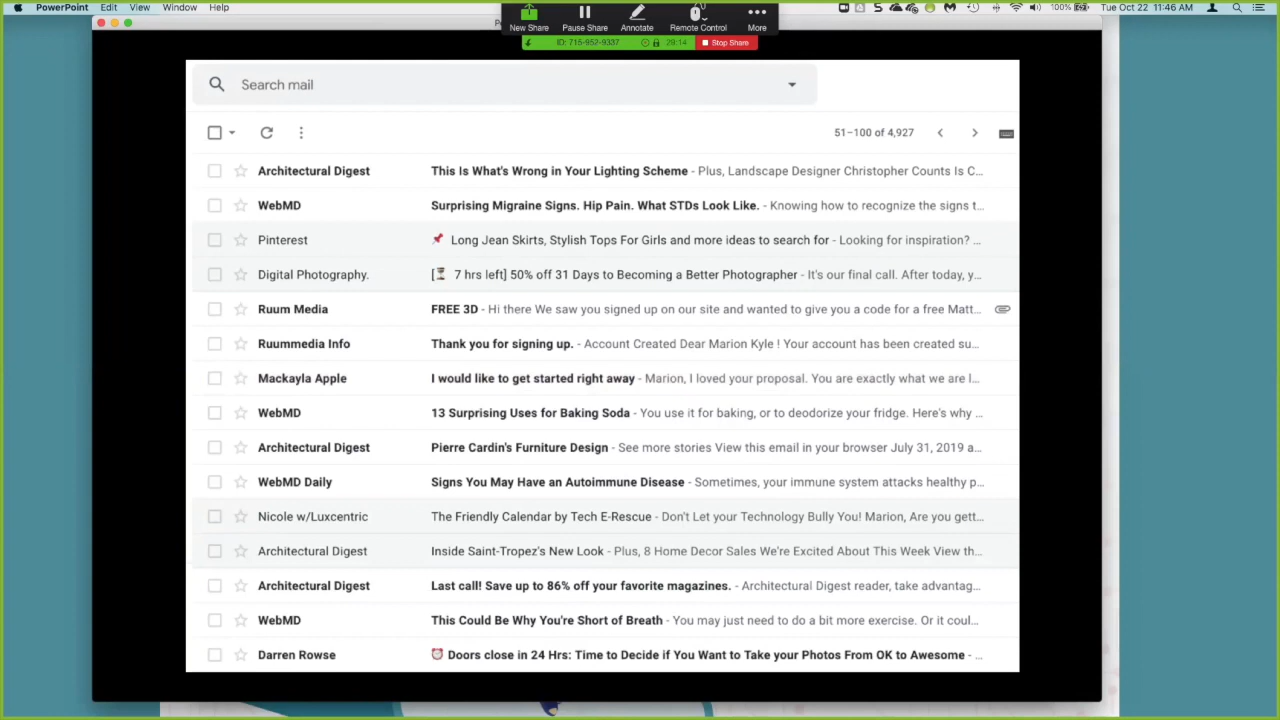 PowerPoint Edit View Window Help
100% Tue Oct 22 11:46 AM
New Share Pause Share Annotate Remote Control More
ID: 715-952-9337 29:14 Stop Share
Search mail
51–100 of 4,927
Architectural Digest This Is What's Wrong in Your Lighting Scheme - Plus, Landscape Designer Christopher Counts Is C...
WebMD Surprising Migraine Signs. Hip Pain. What STDs Look Like. - Knowing how to recognize the signs t...
Pinterest 📌 Long Jean Skirts, Stylish Tops For Girls and more ideas to search for - Looking for inspiration? ...
Digital Photography. [⏳ 7 hrs left] 50% off 31 Days to Becoming a Better Photographer - It's our final call. After today, y...
Ruum Media FREE 3D - Hi there We saw you signed up on our site and wanted to give you a code for a free Matt...
Ruummedia Info Thank you for signing up. - Account Created Dear Marion Kyle ! Your account has been created su...
Mackayla Apple I would like to get started right away - Marion, I loved your proposal. You are exactly what we are l...
WebMD 13 Surprising Uses for Baking Soda - You use it for baking, or to deodorize your fridge. Here's why ...
Architectural Digest Pierre Cardin's Furniture Design - See more stories View this email in your browser July 31, 2019 a...
WebMD Daily Signs You May Have an Autoimmune Disease - Sometimes, your immune system attacks healthy p...
Nicole w/Luxcentric The Friendly Calendar by Tech E-Rescue - Don't Let your Technology Bully You! Marion, Are you gett...
Architectural Digest Inside Saint-Tropez's New Look - Plus, 8 Home Decor Sales We're Excited About This Week View th...
Architectural Digest Last call! Save up to 86% off your favorite magazines. - Architectural Digest reader, take advantag...
WebMD This Could Be Why You're Short of Breath - You may just need to do a bit more exercise. Or it coul...
Darren Rowse ⏰ Doors close in 24 Hrs: Time to Decide if You Want to Take your Photos From OK to Awesome - ...